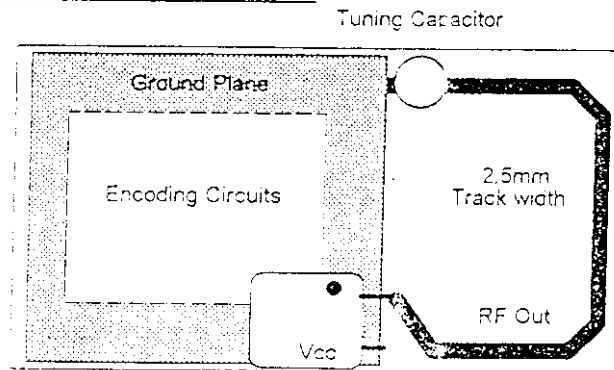 Tuning Capacitor
Ground Plane
Encoding Circuits
2.5mm
Track width
RF Out
Vcc